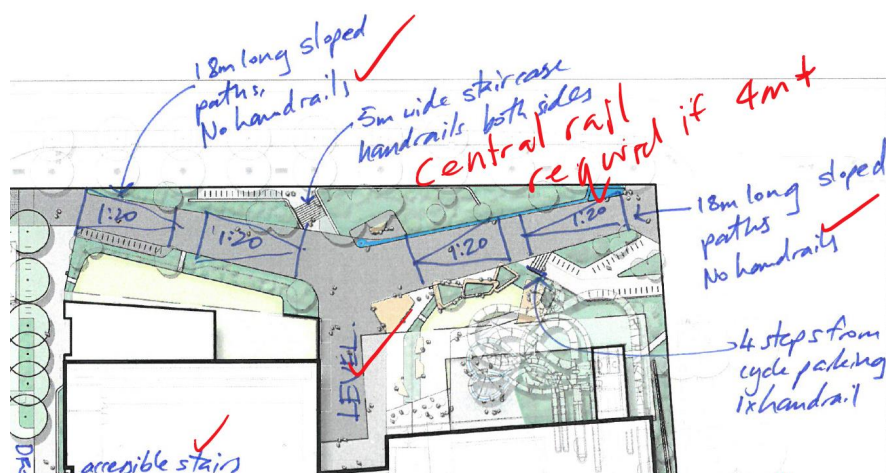 18m long sloped
paths.
No handrails
5m wide staircase
handrails both sides
Central rail
required if 4m+
1:20
1:20
1:20
1:20
18m long sloped
paths
No handrails
LEVEL.
4 steps from
cycle parking
1x handrail
accessible stairs